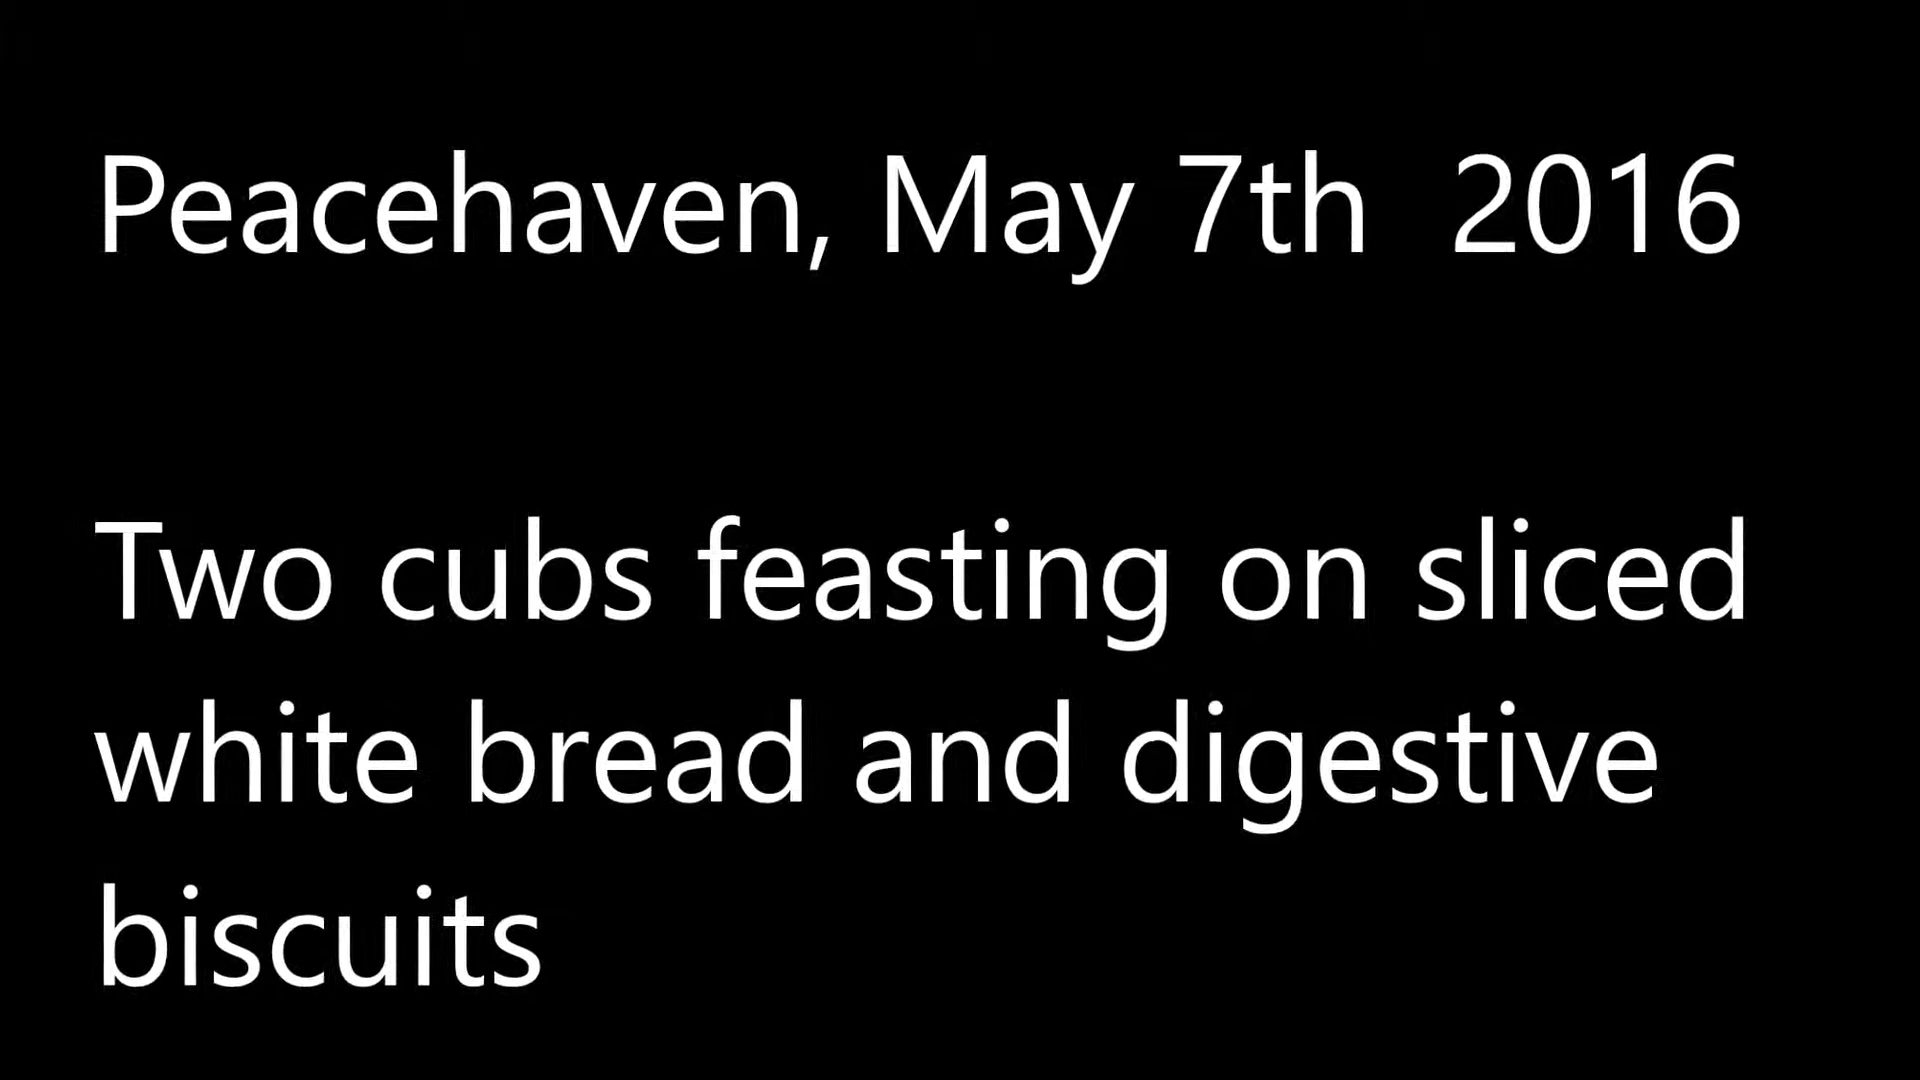 Peacehaven, May 7th  2016
Two cubs feasting on sliced
white bread and digestive
biscuits